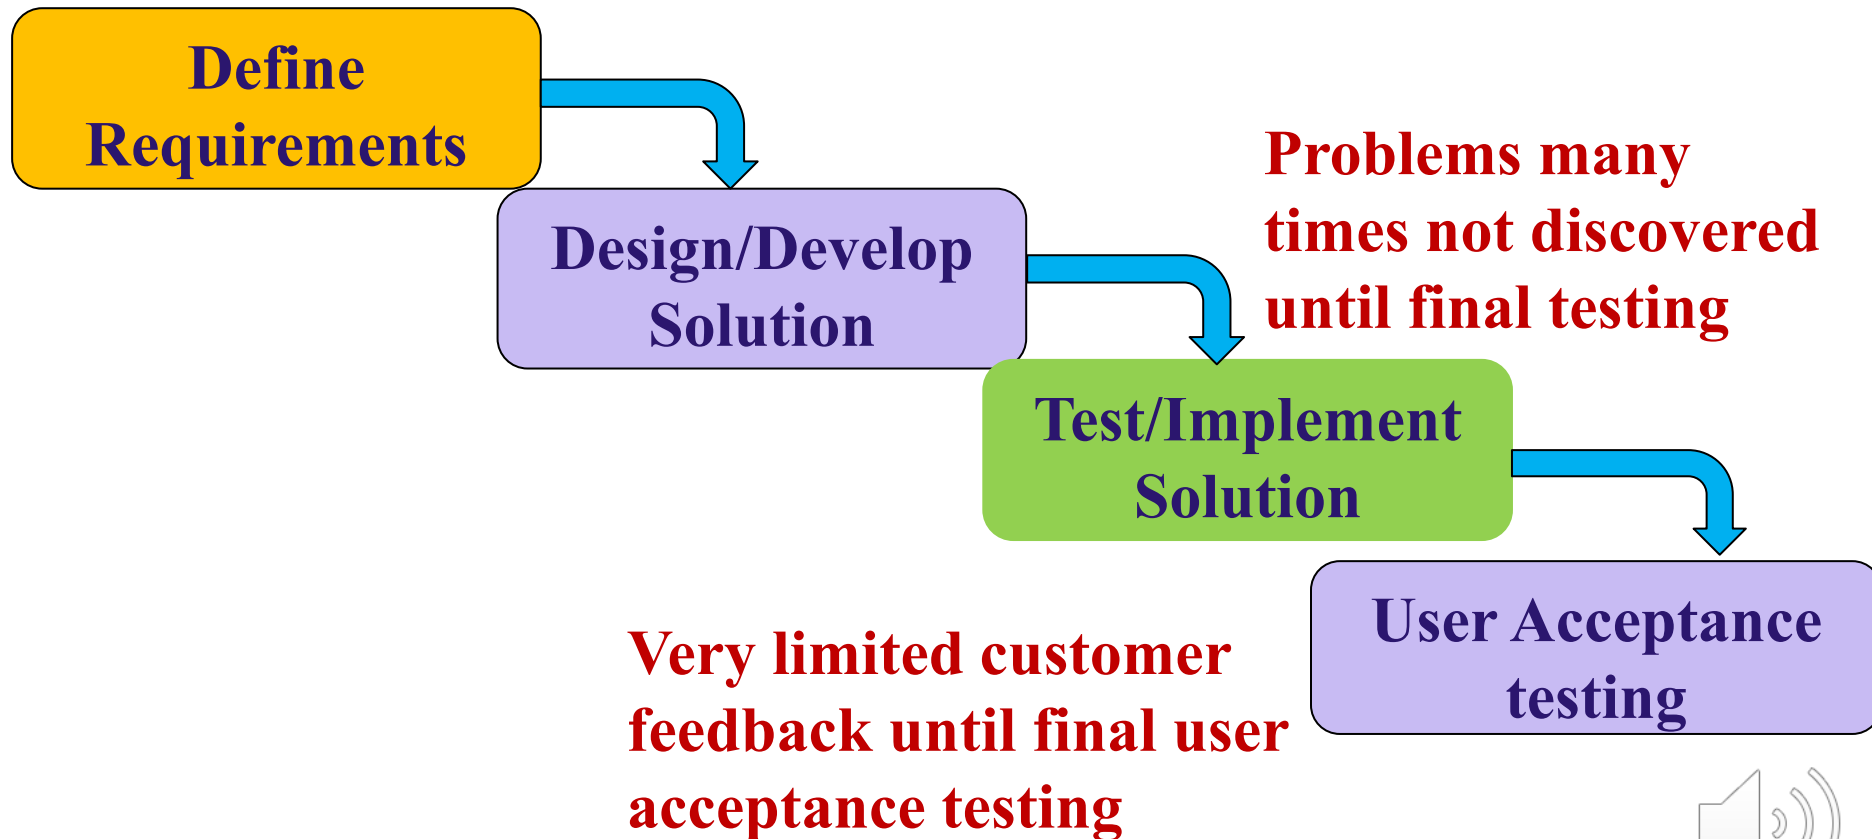 Define
Requirements
Design/Develop
Solution
Problems many
times not discovered
until final testing
Test/Implement
Solution
User Acceptance
testing
Very limited customer
feedback until final user
acceptance testing